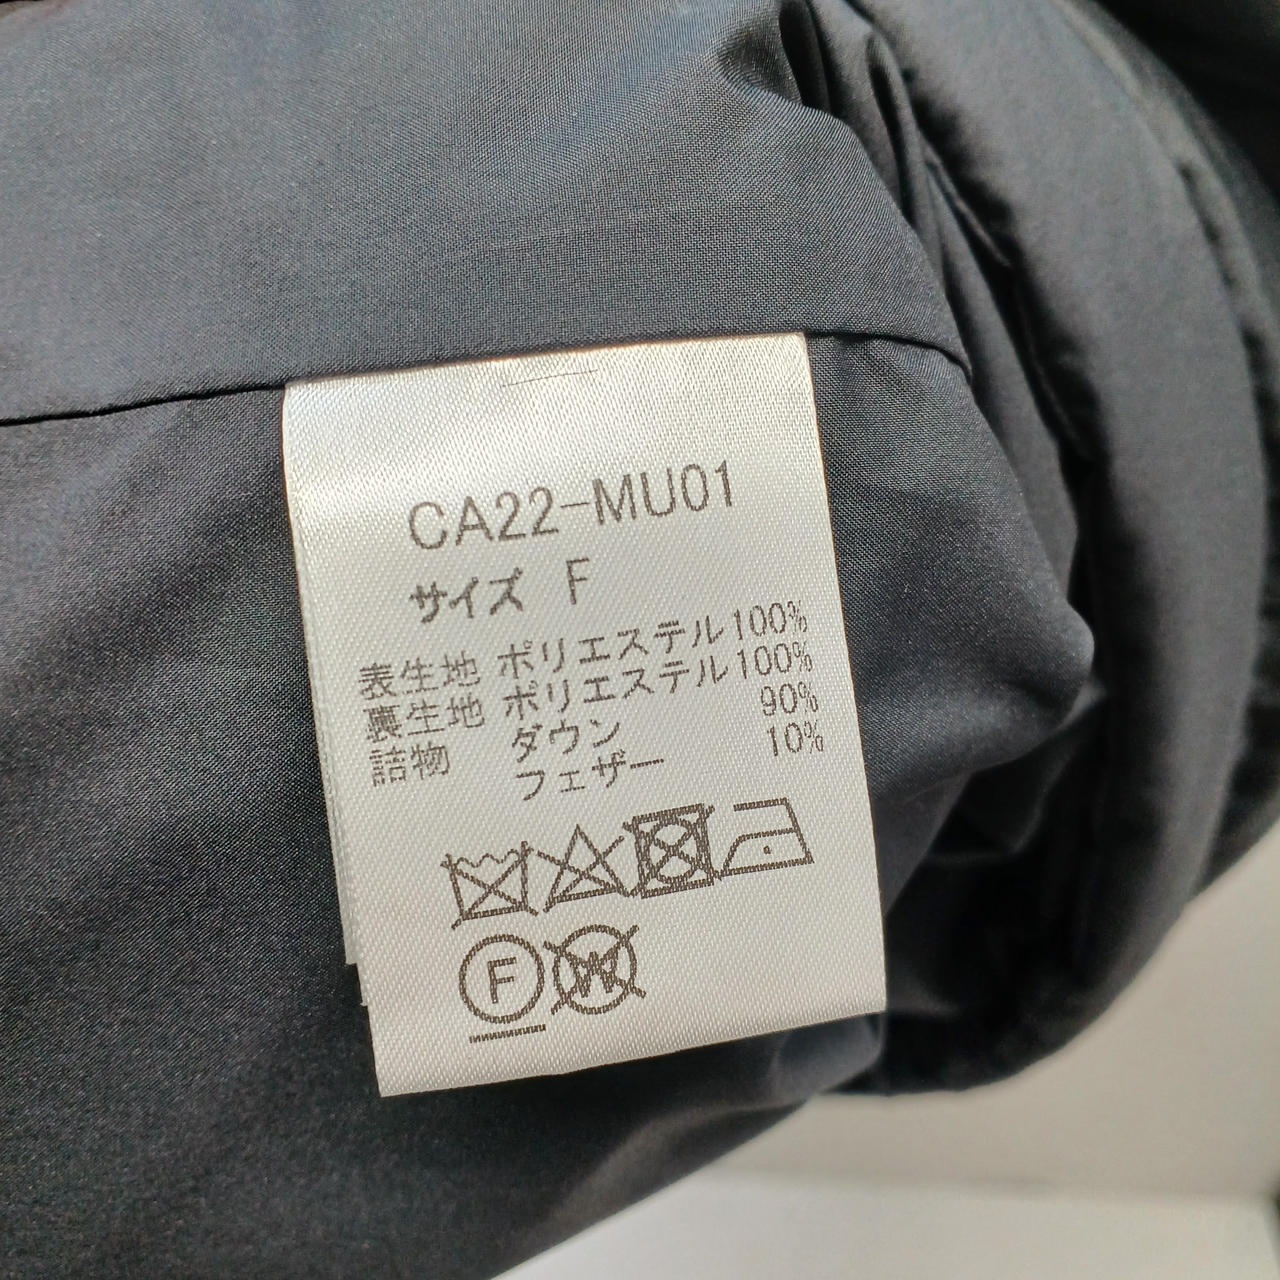 CA22-MU01
サイズ F
表生地 ポリエステル100%
裏生地 ポリエステル100%
詰物 ダウン 90%
フェザー 10%
F W